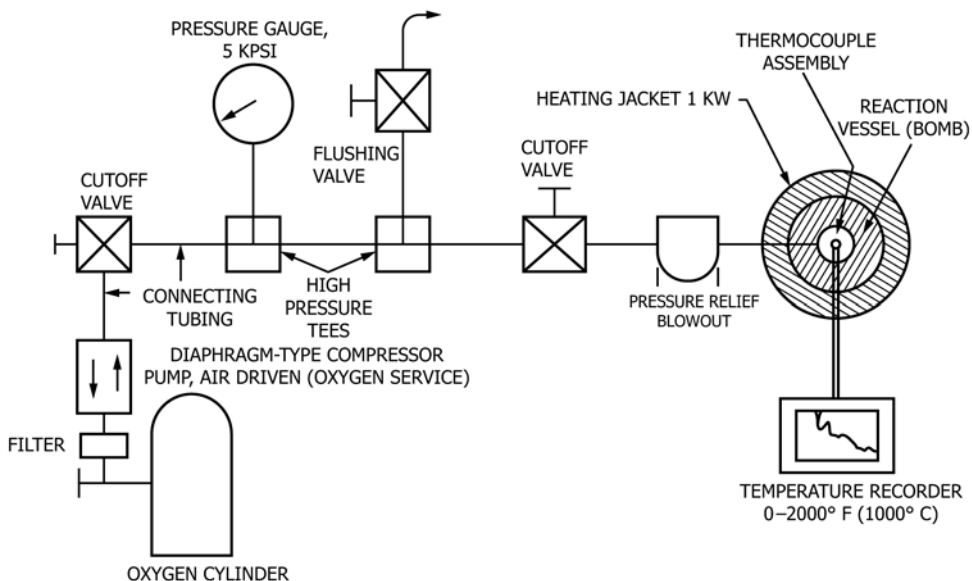 PRESSURE GAUGE,
5 KPSI
THERMOCOUPLE
ASSEMBLY
HEATING JACKET 1 KW
REACTION
VESSEL (BOMB)
FLUSHING
VALVE
CUTOFF
VALVE
CUTOFF
VALVE
CONNECTING
TUBING
HIGH
PRESSURE
TEES
PRESSURE RELIEF
BLOWOUT
DIAPHRAGM-TYPE COMPRESSOR
PUMP, AIR DRIVEN (OXYGEN SERVICE)
FILTER
TEMPERATURE RECORDER
0–2000° F (1000° C)
OXYGEN CYLINDER